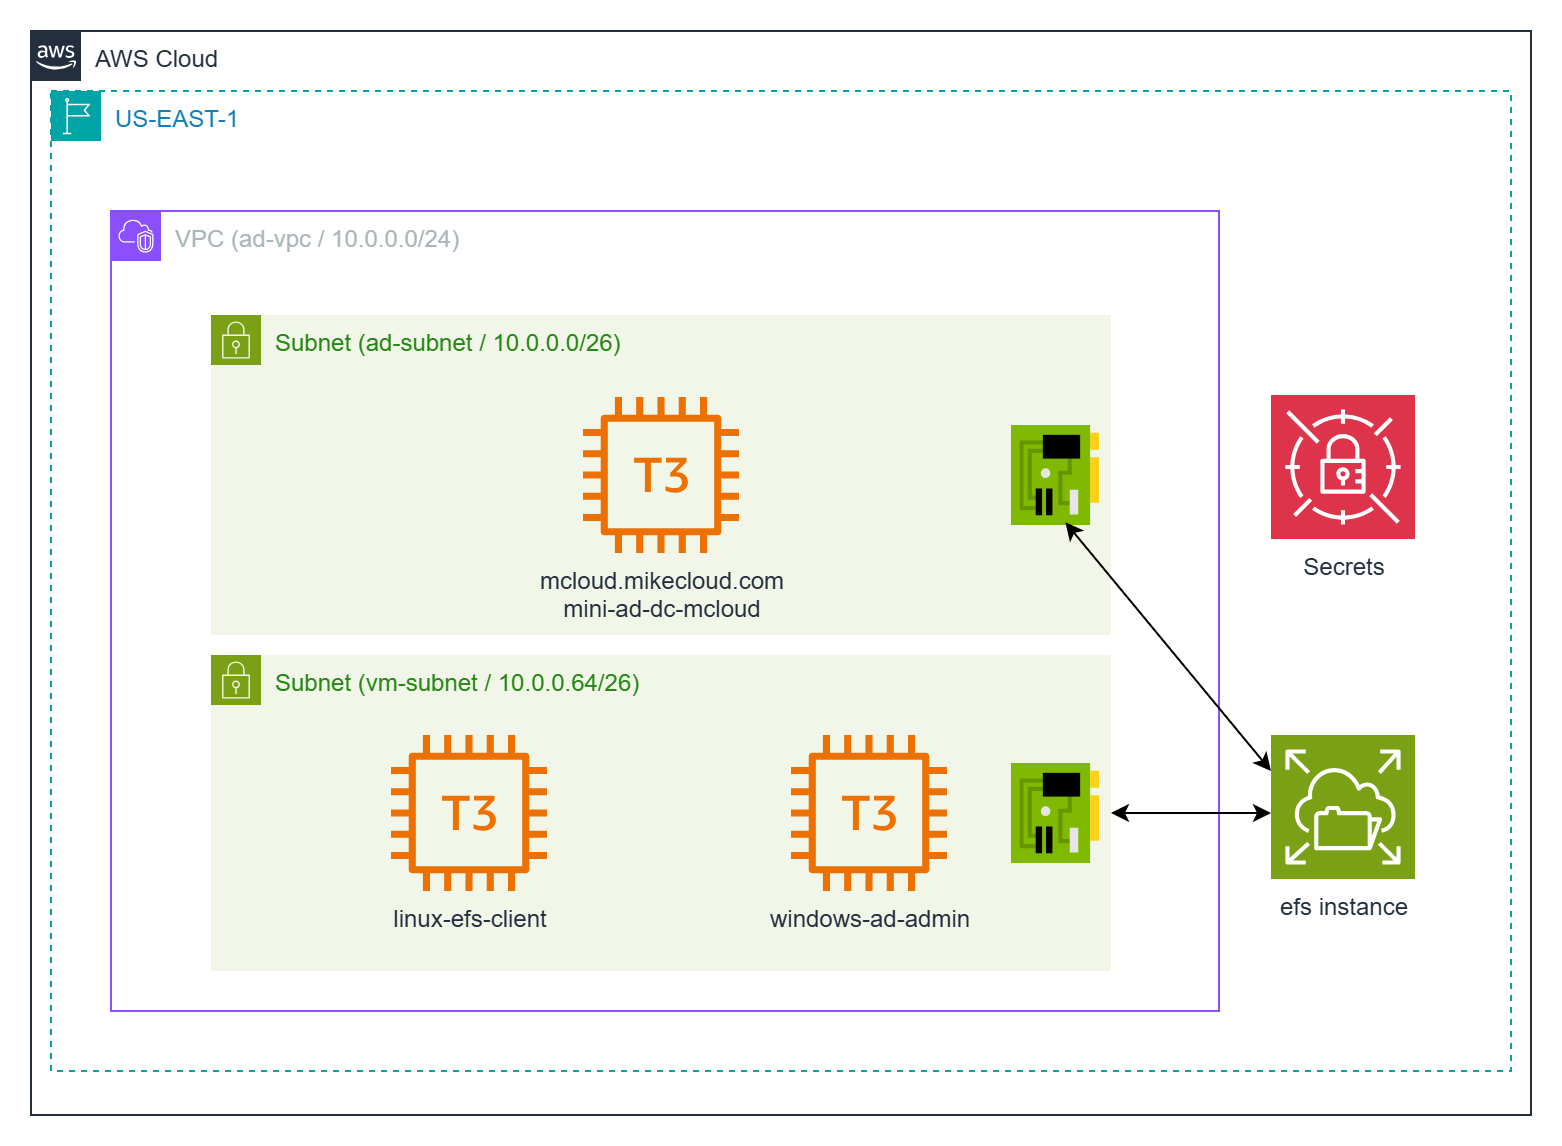 aws
AWS Cloud
US-EAST-1
VPC (ad-vpc / 10.0.0.0/24)
Subnet (ad-subnet / 10.0.0.0/26)
T3
mcloud.mikecloud.com
mini-ad-dc-mcloud
Secrets
Subnet (vm-subnet / 10.0.0.64/26)
T3
T3
linux-efs-client
windows-ad-admin
efs instance